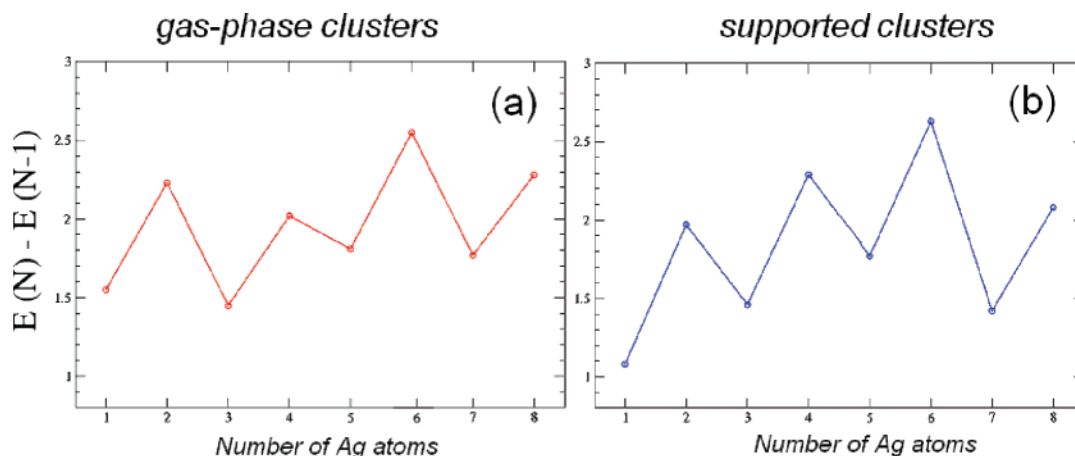 gas-phase clusters
supported clusters
(a)
(b)
E (N) - E (N-1)
3
2.5
2
1.5
1
1 2 3 4 5 6 7 8
Number of Ag atoms
3
2.5
2
1.5
1
1 2 3 4 5 6 7 8
Number of Ag atoms